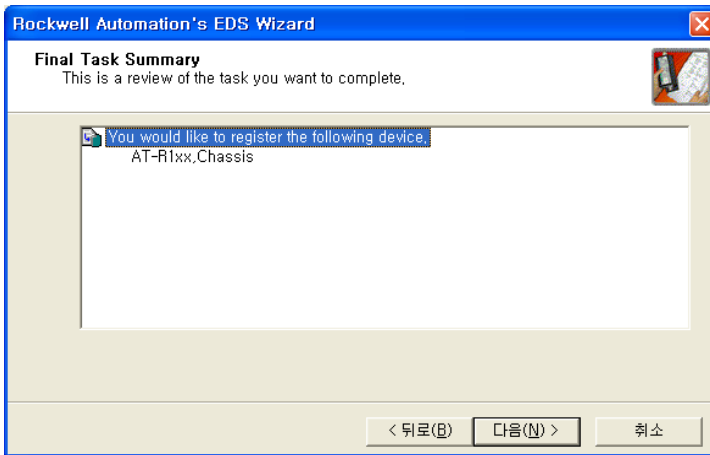 Rockwell Automation's EDS Wizard
Final Task Summary
This is a review of the task you want to complete,
You would like to register the following device,
AT-R1xx,Chassis
< 뒤로(B) 다음(N) > 취소